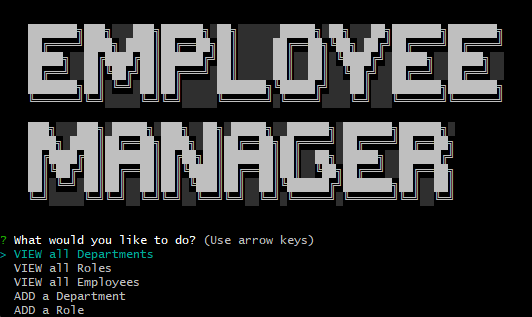 EMPLOYEE
MANAGER
? What would you like to do? (Use arrow keys)
> VIEW all Departments
VIEW all Roles
VIEW all Employees
ADD a Department
ADD a Role